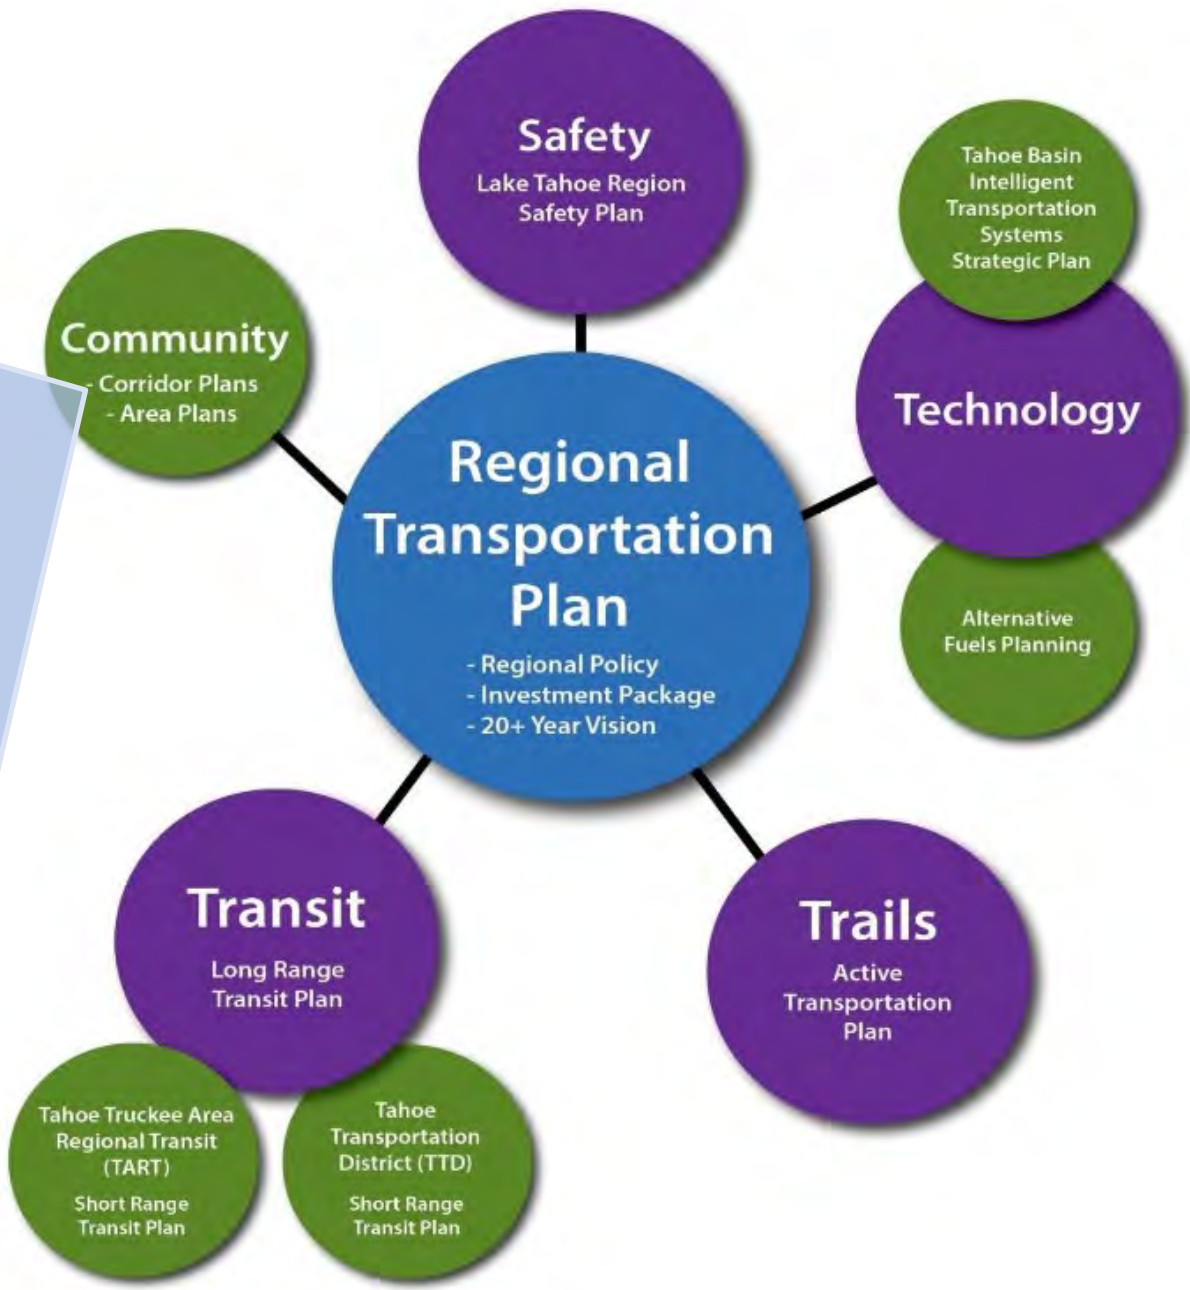 Safety
Lake Tahoe Region
Safety Plan
Tahoe Basin
Intelligent
Transportation
Systems
Strategic Plan
Community
- Corridor Plans
- Area Plans
Technology
Regional
Transportation
Plan
- Regional Policy
- Investment Package
- 20+ Year Vision
Alternative
Fuels Planning
Transit
Long Range
Transit Plan
Trails
Active
Transportation
Plan
Tahoe Truckee Area
Regional Transit
(TART)
Short Range
Transit Plan
Tahoe
Transportation
District (TTD)
Short Range
Transit Plan